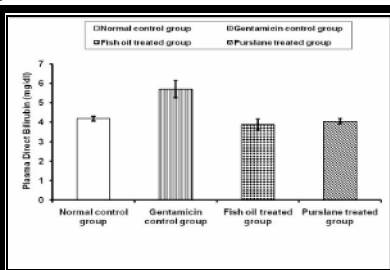 Normal control group
Gentamicin control group
Fish oil treated group
Purslane treated group
Plasma Direct Bilirubin (mg/dl)
7
6
5
4
3
2
1
0
Normal control
group
Gentamicin
control group
Fish oil treated
group
Purslane treated
group